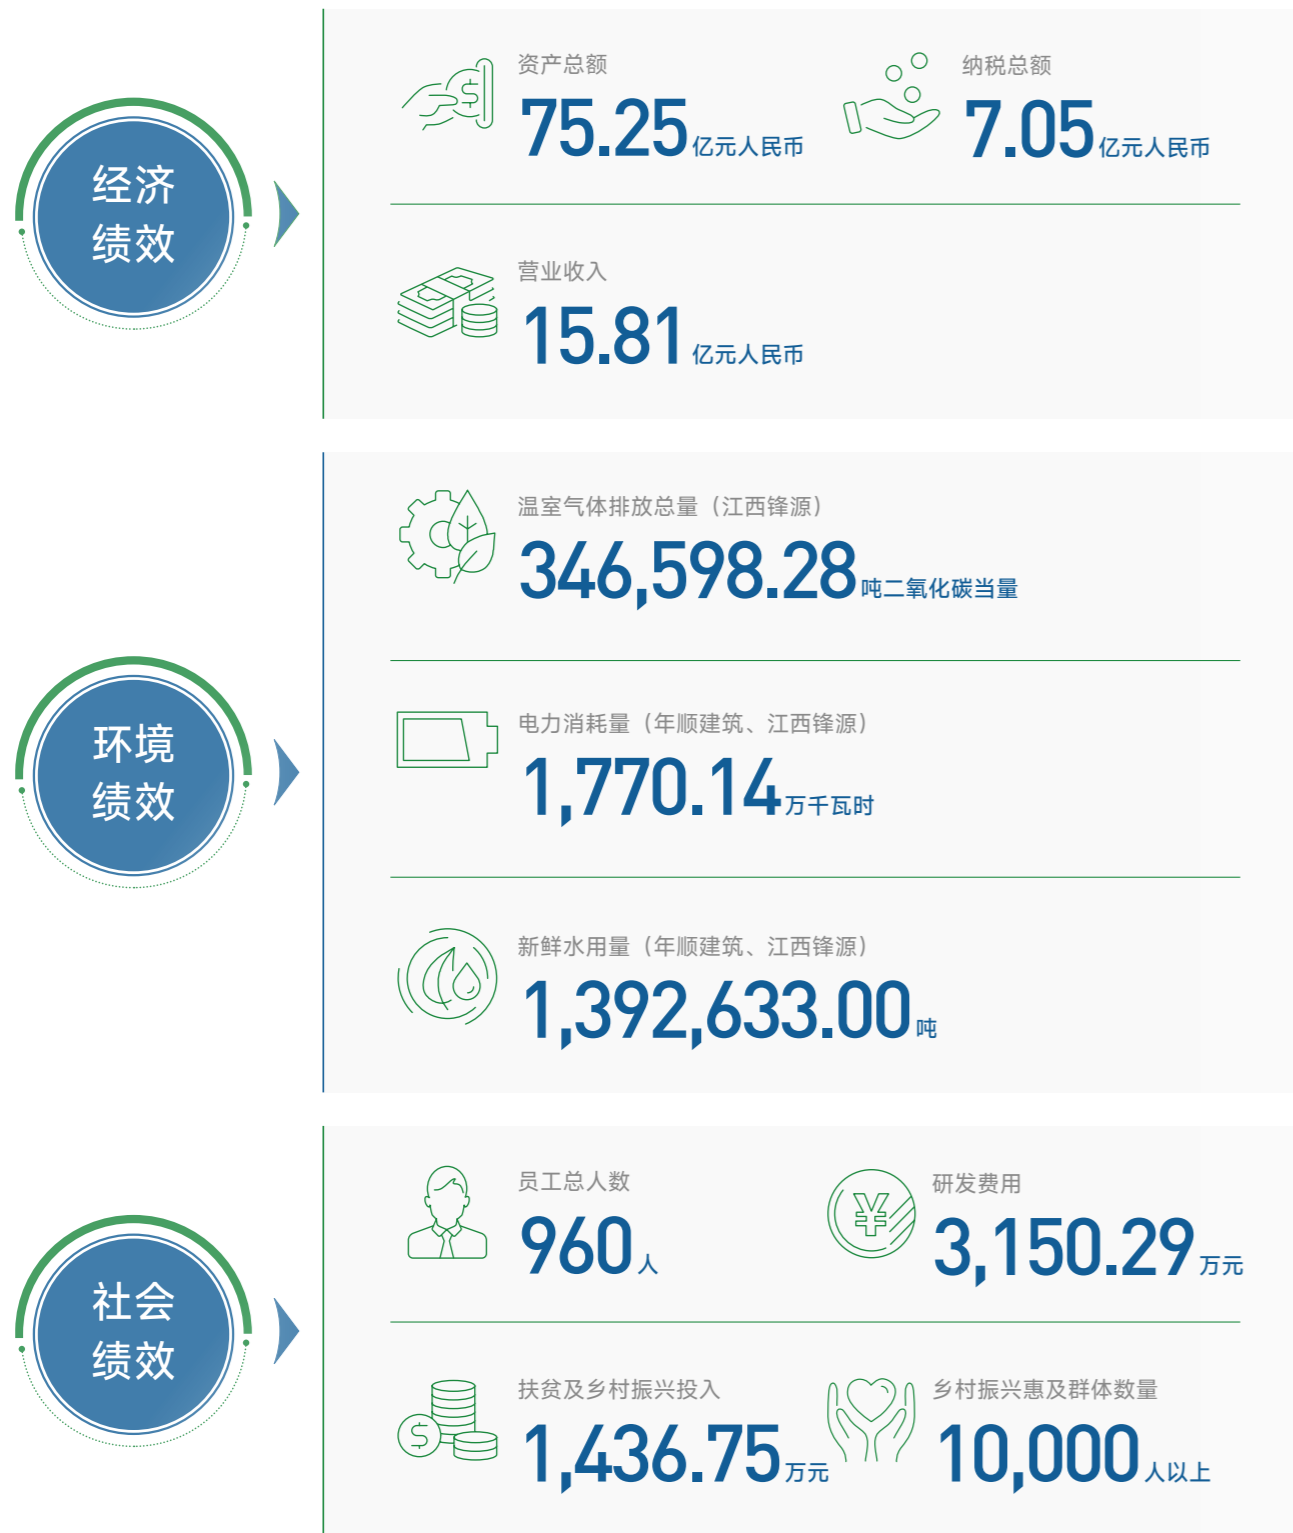 经济
绩效
资产总额
75.25亿元人民币
纳税总额
7.05亿元人民币
营业收入
15.81亿元人民币
环境
绩效
温室气体排放总量（江西锋源）
346,598.28吨二氧化碳当量
电力消耗量（年顺建筑、江西锋源）
1,770.14万千瓦时
新鲜水用量（年顺建筑、江西锋源）
1,392,633.00吨
社会
绩效
员工总人数
960人
研发费用
3,150.29万元
扶贫及乡村振兴投入
1,436.75万元
乡村振兴惠及群体数量
10,000人以上